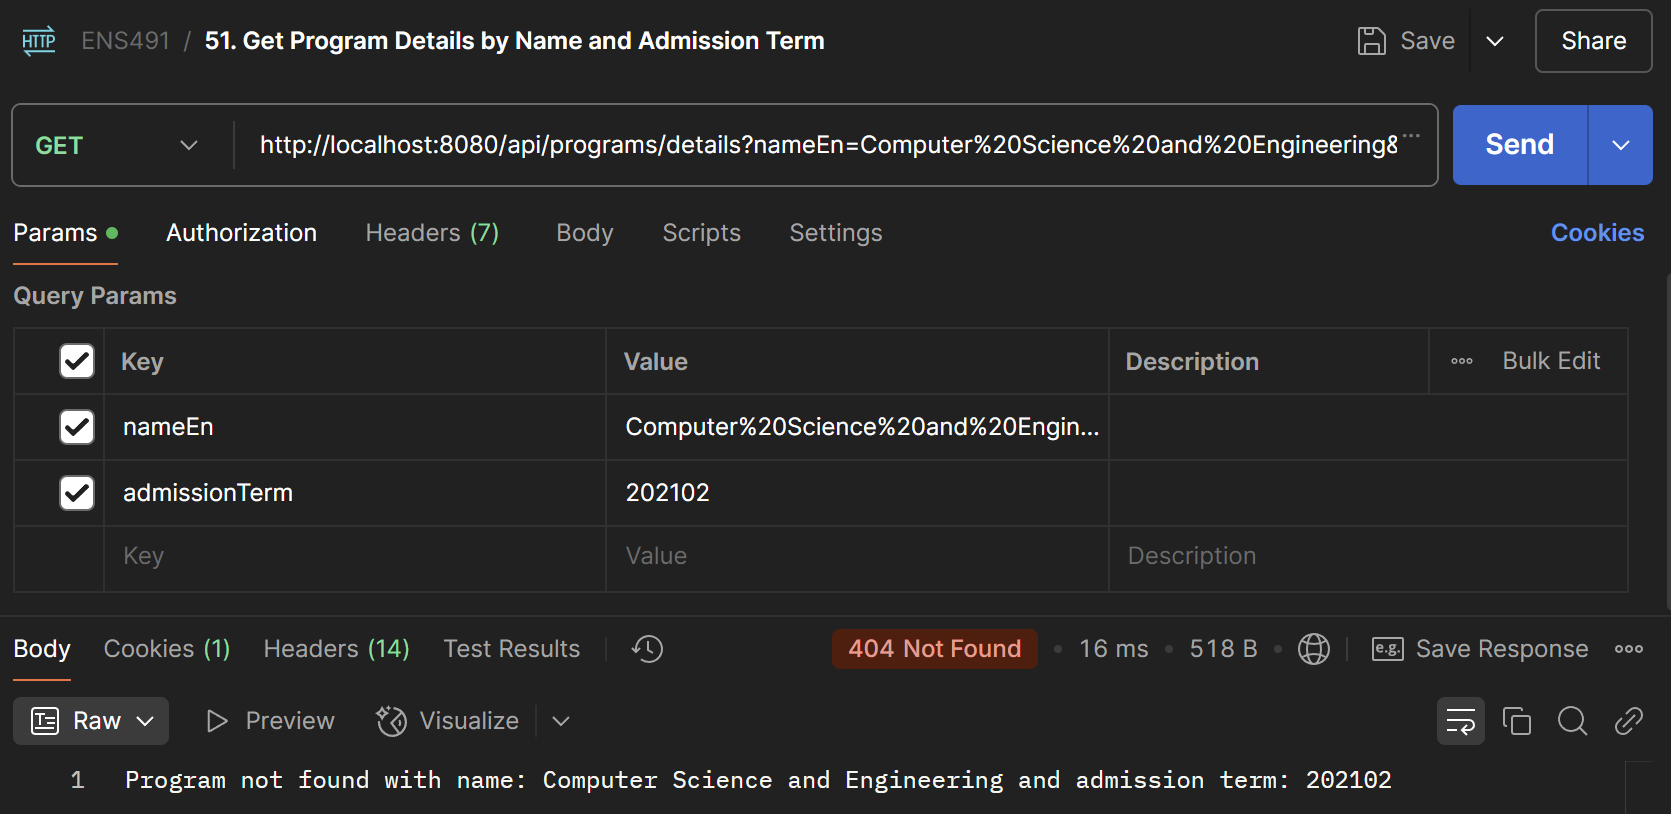 HTTP ENS491 / 51. Get Program Details by Name and Admission Term Save Share
GET http://localhost:8080/api/programs/details?nameEn=Computer%20Science%20and%20Engineering& ... Send
Params Authorization Headers (7) Body Scripts Settings Cookies
Query Params
Key Value Description Bulk Edit
nameEn Computer%20Science%20and%20Engin...
admissionTerm 202102
Key Value Description
Body Cookies (1) Headers (14) Test Results 404 Not Found • 16 ms • 518 B • e.g. Save Response
Raw Preview Visualize
1 Program not found with name: Computer Science and Engineering and admission term: 202102